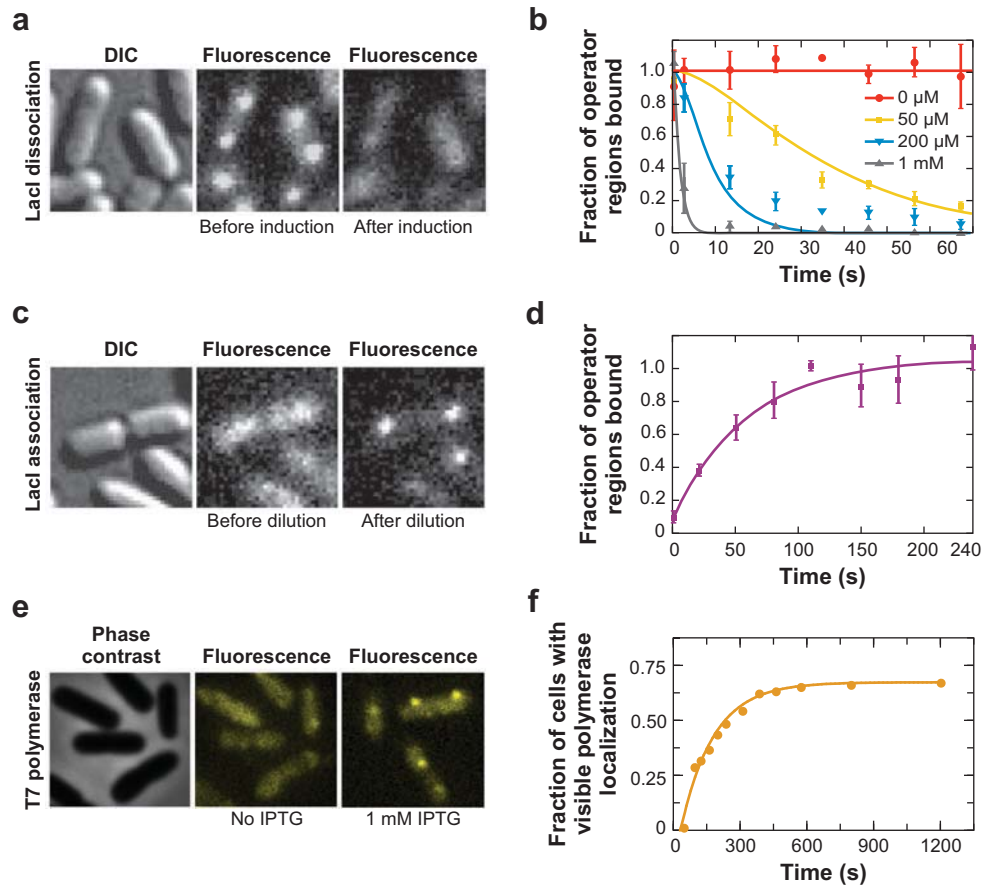 a
DIC
Fluorescence
Fluorescence
LacI dissociation
Before induction
After induction
b
Fraction of operator
regions bound
1.0
0.8
0.6
0.4
0.2
0
0 µM
50 µM
200 µM
1 mM
0 10 20 30 40 50 60
Time (s)
c
DIC
Fluorescence
Fluorescence
LacI association
Before dilution
After dilution
d
Fraction of operator
regions bound
1.0
0.8
0.6
0.4
0.2
0
0 50 100 150 200 240
Time (s)
e
Phase
contrast
Fluorescence
Fluorescence
T7 polymerase
No IPTG
1 mM IPTG
f
Fraction of cells with
visible polymerase
localization
0.75
0.50
0.25
0
0 300 600 900 1200
Time (s)